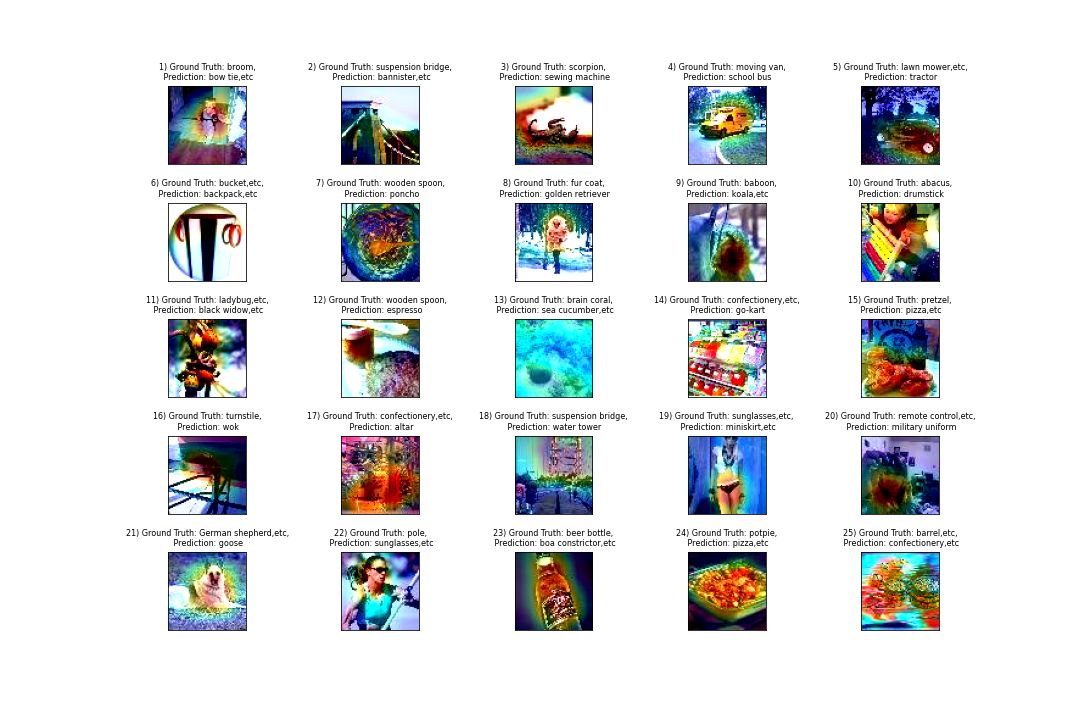 1) Ground Truth: broom,
Prediction: bow tie,etc
2) Ground Truth: suspension bridge,
Prediction: bannister,etc
3) Ground Truth: scorpion,
Prediction: sewing machine
4) Ground Truth: moving van,
Prediction: school bus
5) Ground Truth: lawn mower,etc,
Prediction: tractor
6) Ground Truth: bucket,etc,
Prediction: backpack,etc
7) Ground Truth: wooden spoon,
Prediction: poncho
8) Ground Truth: fur coat,
Prediction: golden retriever
9) Ground Truth: baboon,
Prediction: koala,etc
10) Ground Truth: abacus,
Prediction: drumstick
11) Ground Truth: ladybug,etc,
Prediction: black widow,etc
12) Ground Truth: wooden spoon,
Prediction: espresso
13) Ground Truth: brain coral,
Prediction: sea cucumber,etc
14) Ground Truth: confectionery,etc,
Prediction: go-kart
15) Ground Truth: pretzel,
Prediction: pizza,etc
16) Ground Truth: turnstile,
Prediction: wok
17) Ground Truth: confectionery,etc,
Prediction: altar
18) Ground Truth: suspension bridge,
Prediction: water tower
19) Ground Truth: sunglasses,etc,
Prediction: miniskirt,etc
20) Ground Truth: remote control,etc,
Prediction: military uniform
21) Ground Truth: German shepherd,etc,
Prediction: goose
22) Ground Truth: pole,
Prediction: sunglasses,etc
23) Ground Truth: beer bottle,
Prediction: boa constrictor,etc
24) Ground Truth: potpie,
Prediction: pizza,etc
25) Ground Truth: barrel,etc,
Prediction: confectionery,etc